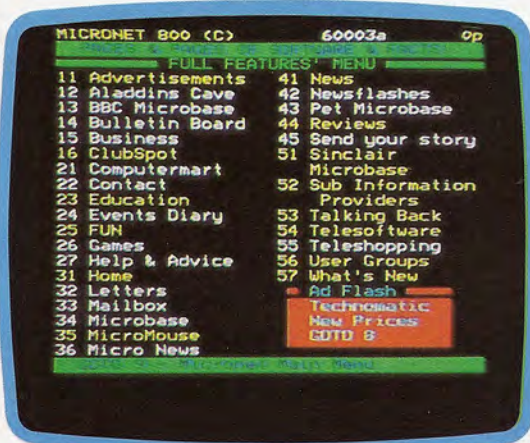 MICRONET 800 (C) 60003a 0p
PAGES & PAGES OF SOFTWARE & FACTS!
FULL FEATURES' MENU
11 Advertisements
12 Aladdins Cave
13 BBC Microbase
14 Bulletin Board
15 Business
16 ClubSpot
21 Computermart
22 Contact
23 Education
24 Events Diary
25 FUN
26 Games
27 Help & Advice
31 Home
32 Letters
33 Mailbox
34 Microbase
35 MicroMouse
36 Micro News
41 News
42 Newsflashes
43 Pet Microbase
44 Reviews
45 Send your story
51 Sinclair
Microbase
52 Sub Information
Providers
53 Talking Back
54 Telesoftware
55 Teleshopping
56 User Groups
57 What's New
Ad Flash
Technomatic
New Prices
GOTO 8
GOTO 9 - Micronet Main Menu